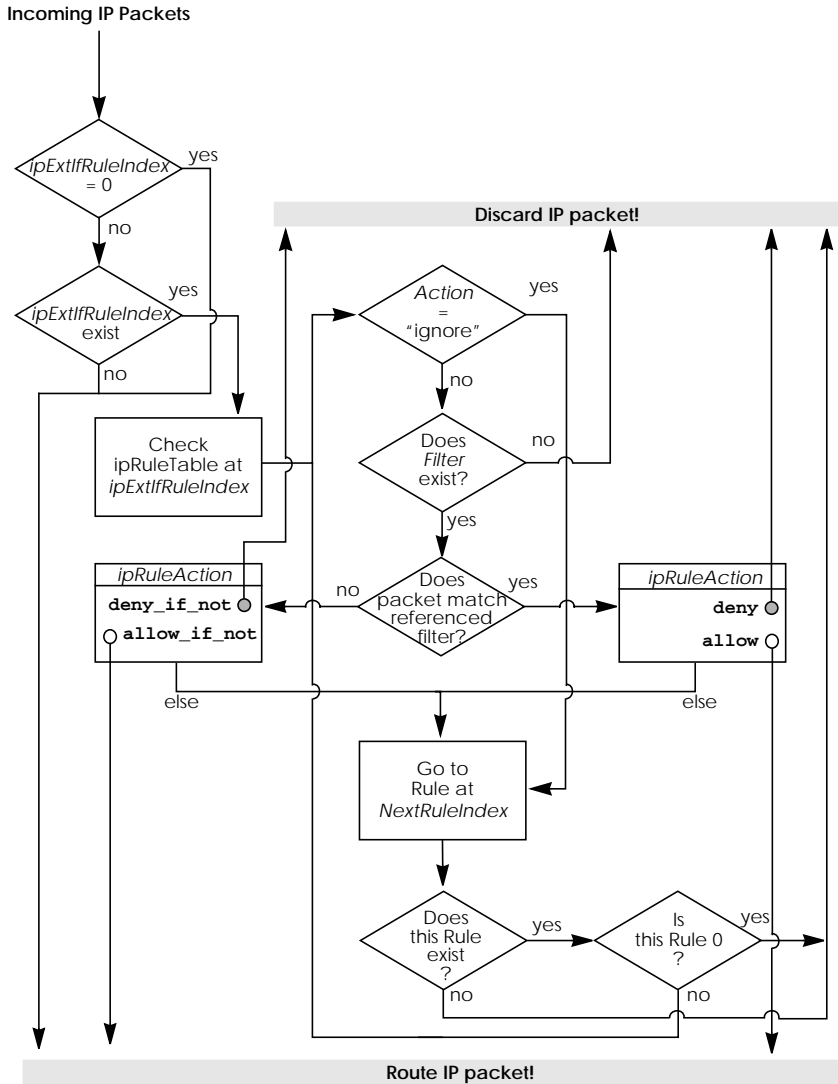 Incoming IP Packets
ipExtIfRuleIndex
= 0
yes
no
Discard IP packet!
ipExtIfRuleIndex
exist
yes
no
Action
=
"ignore"
yes
no
Check
ipRuleTable at
ipExtIfRuleIndex
Does
Filter
exist?
no
yes
ipRuleAction
deny_if_not
allow_if_not
no
Does
packet match
referenced
filter?
yes
ipRuleAction
deny
allow
else
else
Go to
Rule at
NextRuleIndex
Does
this Rule
exist
?
yes
no
Is
this Rule 0
?
yes
no
Route IP packet!